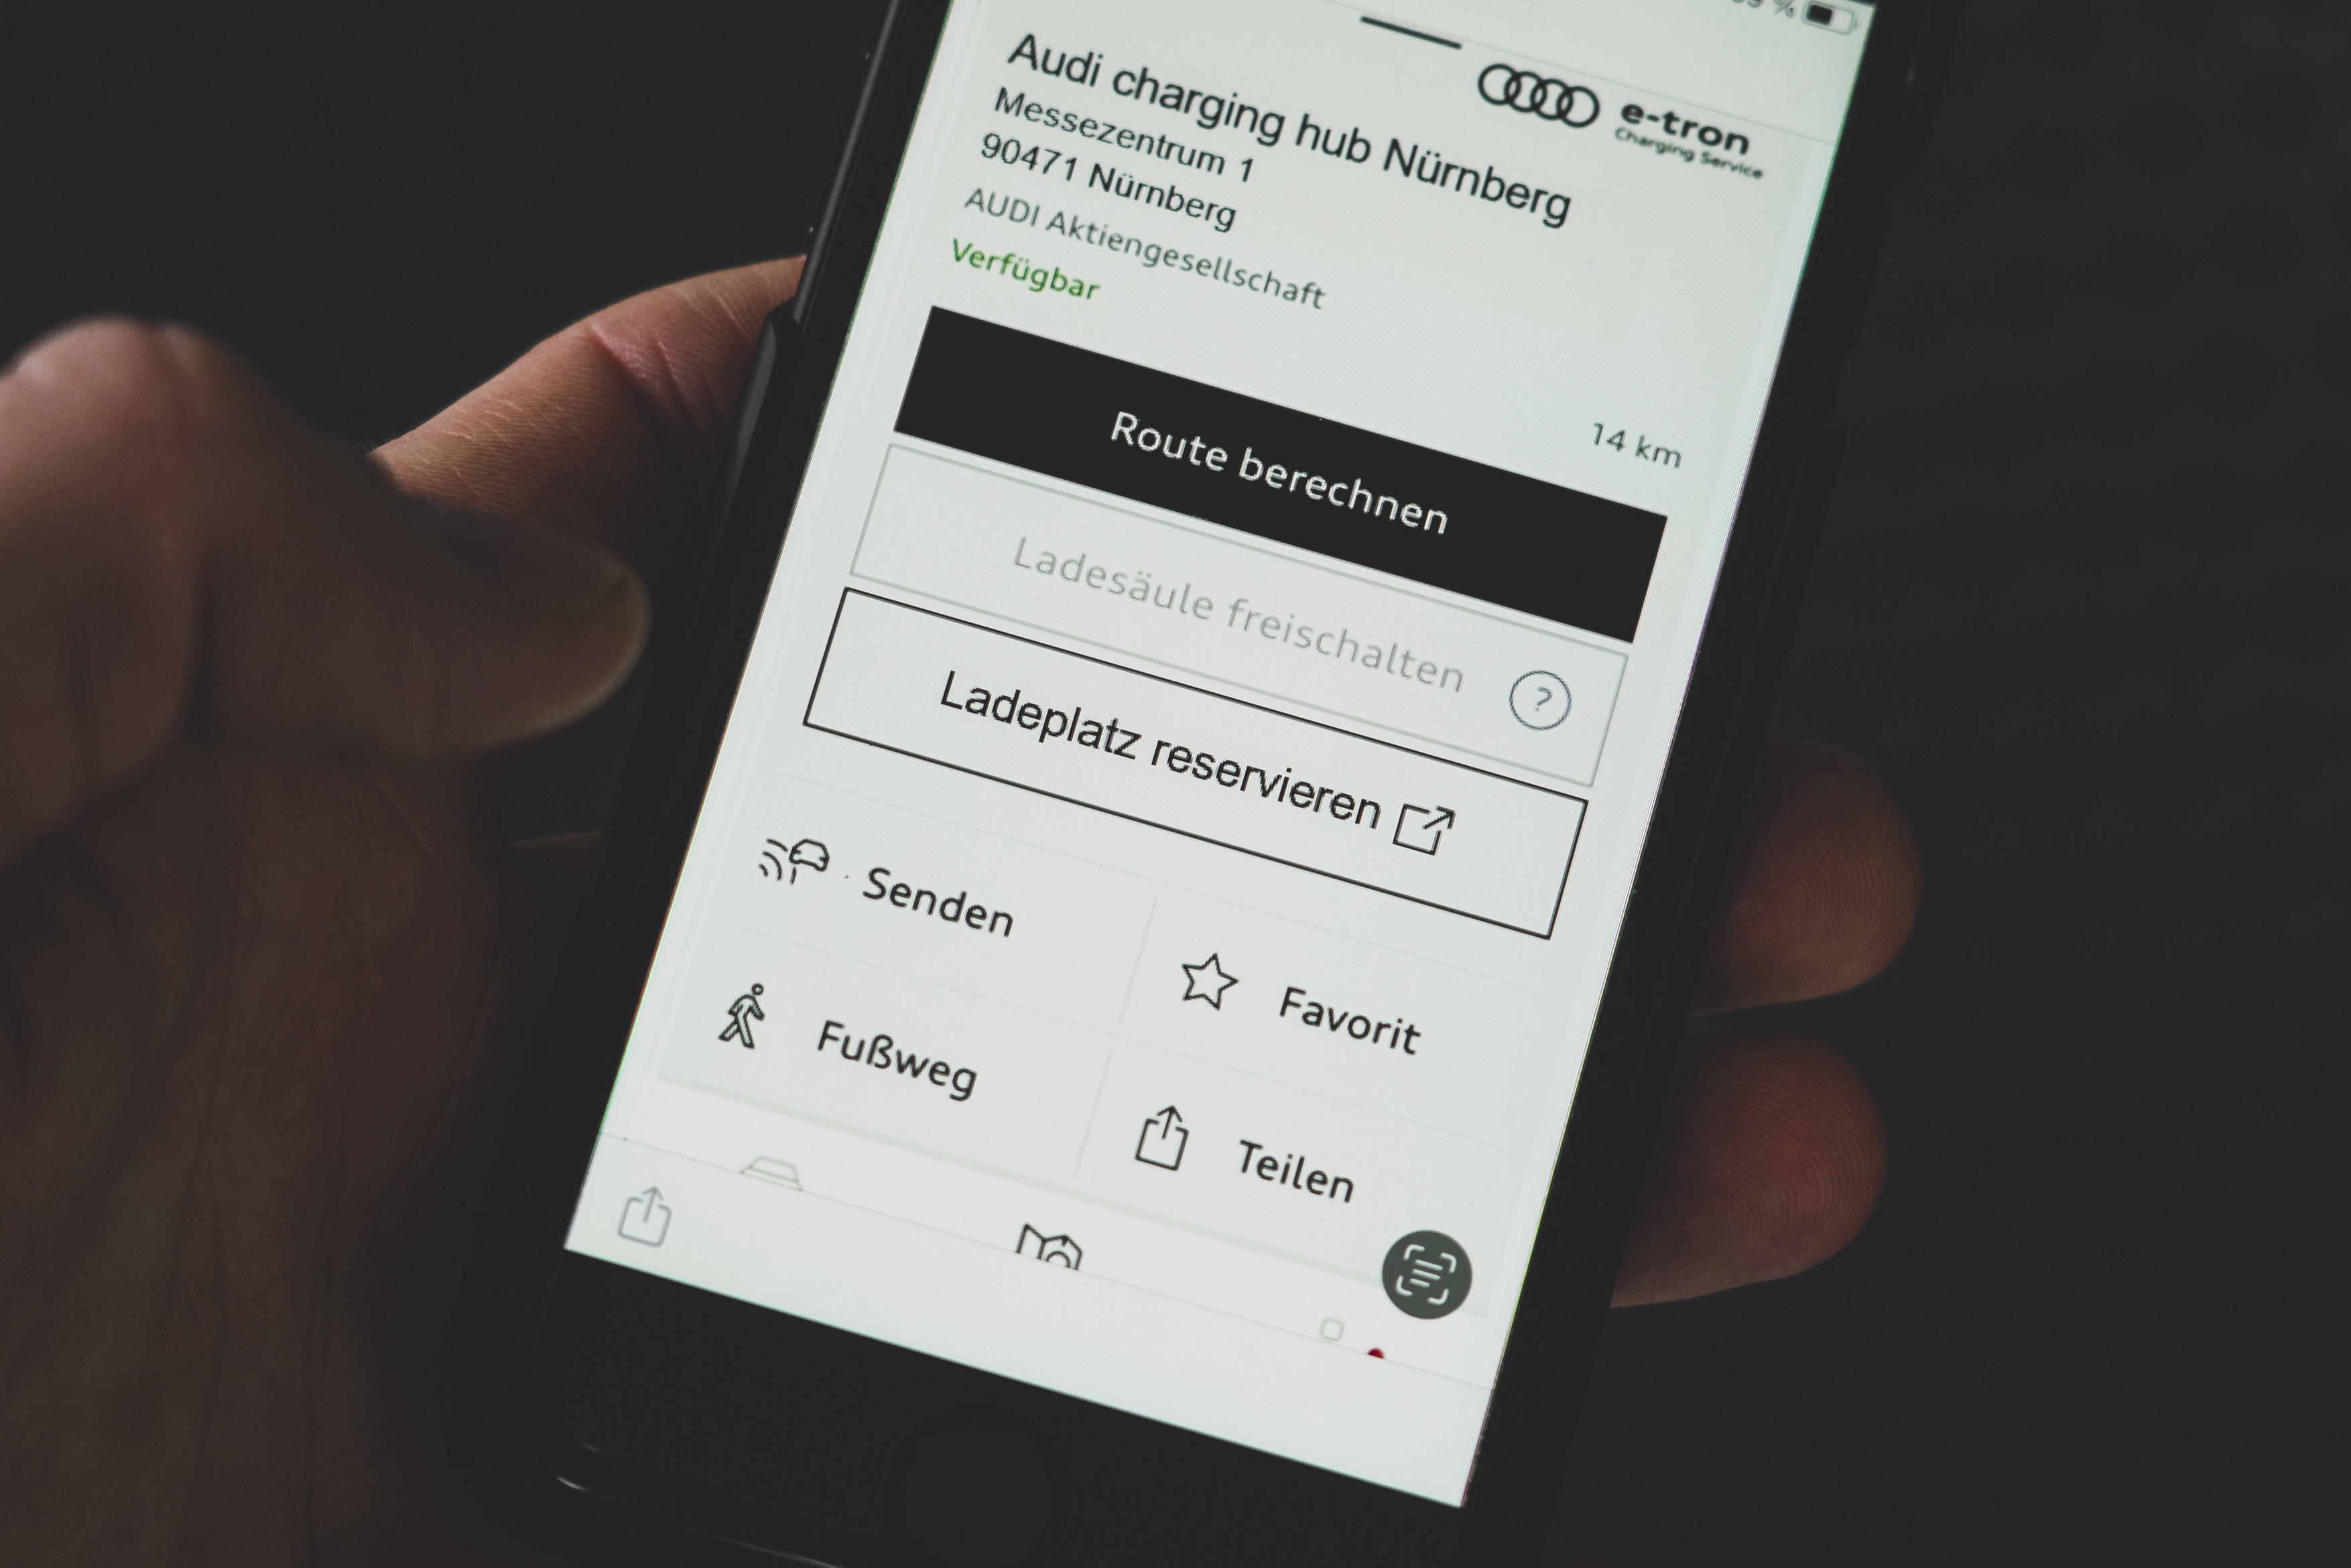 Audi charging hub Nürnberg
Messezentrum 1
90471 Nürnberg
AUDI Aktiengesellschaft
Verfügbar
e-tron
Charging Service
14 km
Route berechnen
Ladesäule freischalten ?
Ladeplatz reservieren
Senden
Favorit
Fußweg
Teilen